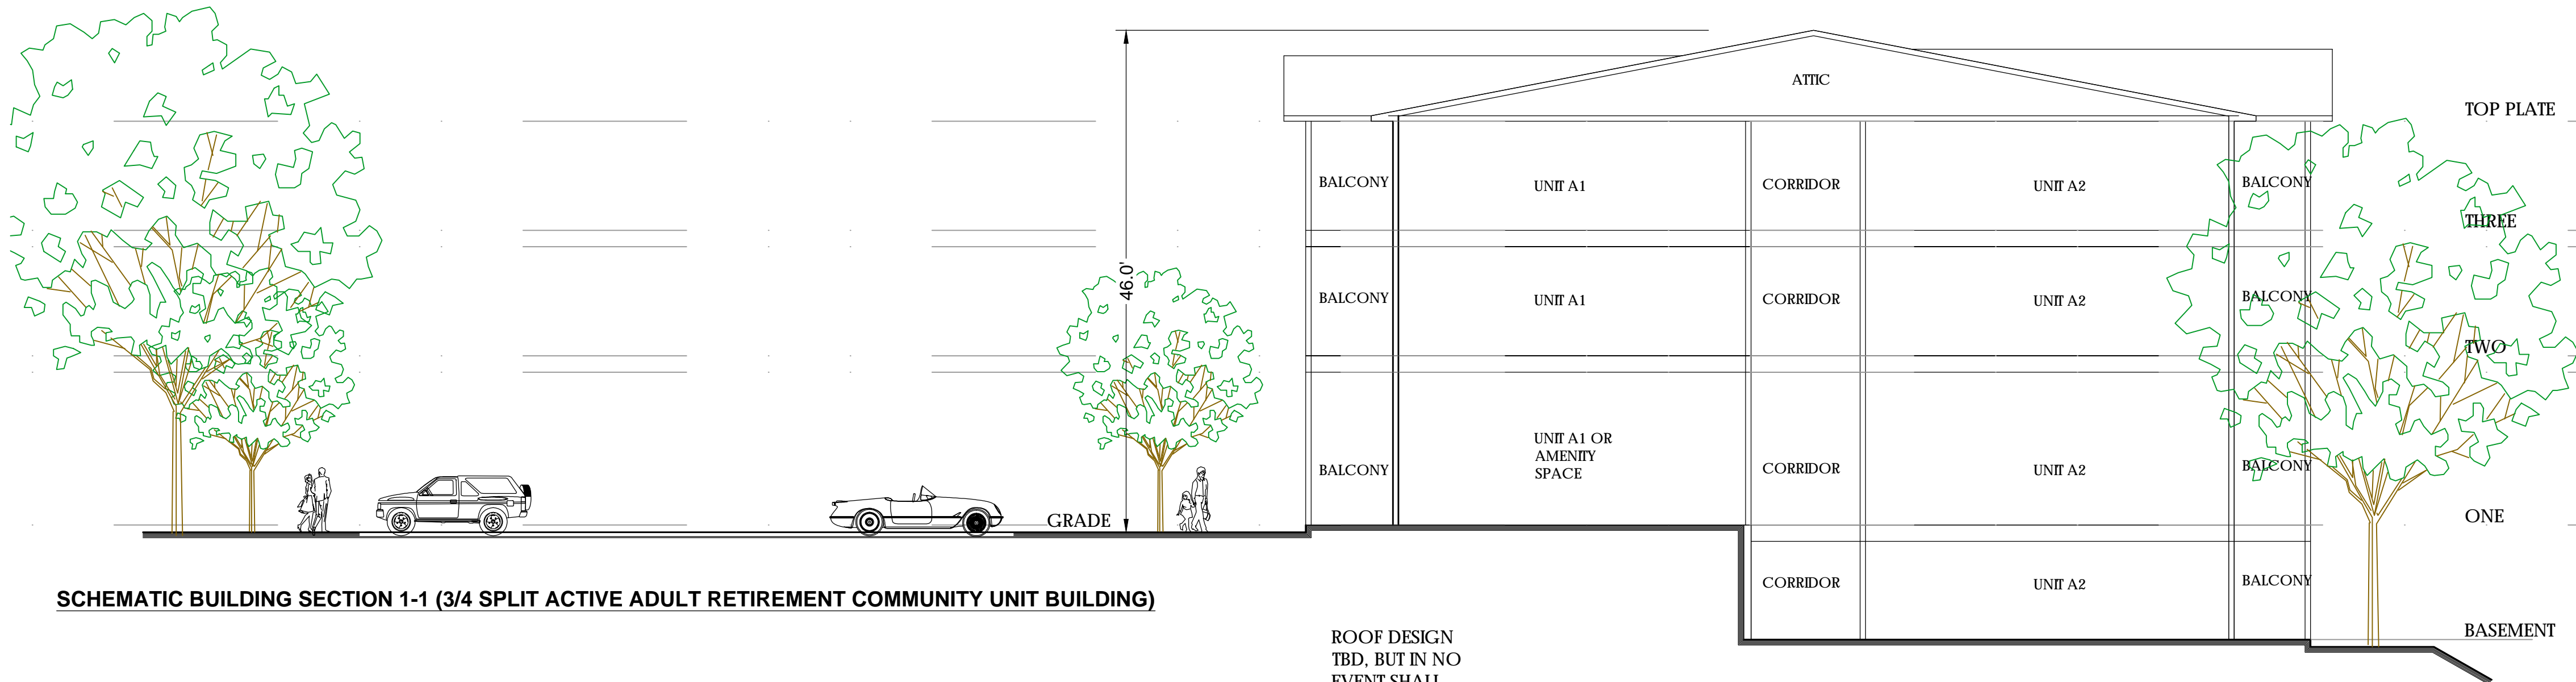 ATTIC
TOP PLATE
BALCONY
UNIT A1
CORRIDOR
UNIT A2
BALCONY
THREE
46.0'
BALCONY
UNIT A1
CORRIDOR
UNIT A2
BALCONY
TWO
BALCONY
UNIT A1 OR
AMENITY
SPACE
CORRIDOR
UNIT A2
BALCONY
GRADE
ONE
CORRIDOR
UNIT A2
BALCONY
SCHEMATIC BUILDING SECTION 1-1 (3/4 SPLIT ACTIVE ADULT RETIREMENT COMMUNITY UNIT BUILDING)
BASEMENT
ROOF DESIGN
TBD, BUT IN NO
EVENT SHALL